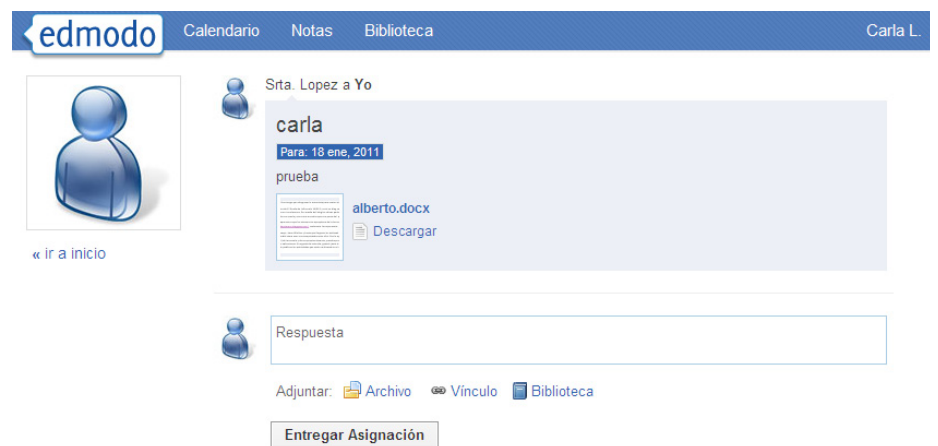 edmodo Calendario Notas Biblioteca Carla L.
Srta. Lopez a Yo
carla
Para: 18 ene, 2011
prueba
alberto.docx
Descargar
« ir a inicio
Respuesta
Adjuntar: Archivo Vínculo Biblioteca
Entregar Asignación